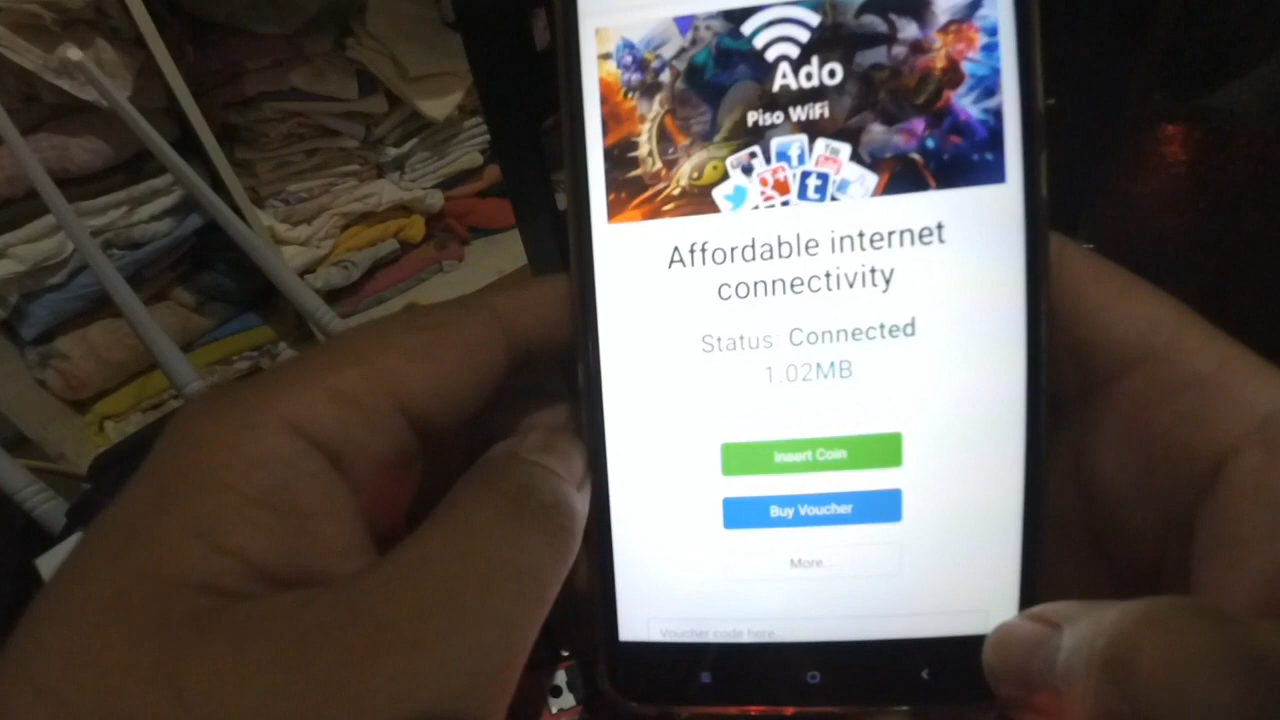 Ado
Piso WiFi
Affordable internet
connectivity
Status: Connected
1.02MB
Insert Coin
Buy Voucher
More...
Voucher code here...